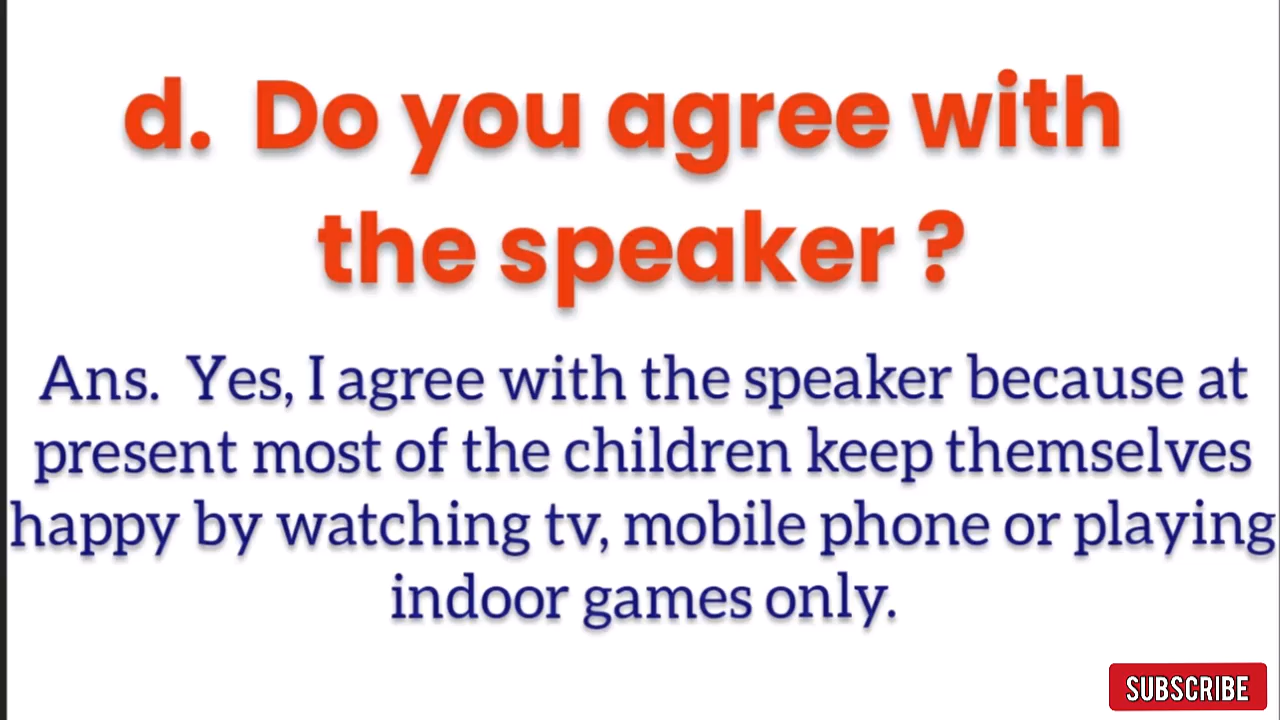 d. Do you agree with
the speaker ?
Ans. Yes, I agree with the speaker because at
present most of the children keep themselves
happy by watching tv, mobile phone or playing
indoor games only.
SUBSCRIBE